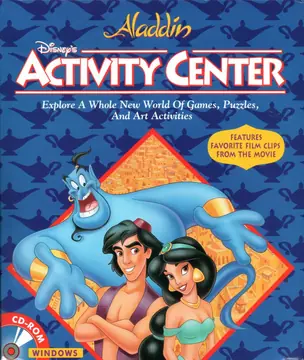 Aladdin
Disney's
ACTIVITY CENTER
Explore A Whole New World Of Games, Puzzles,
And Art Activities
FEATURES
FAVORITE FILM CLIPS
FROM THE MOVIE
CD-ROM
WINDOWS